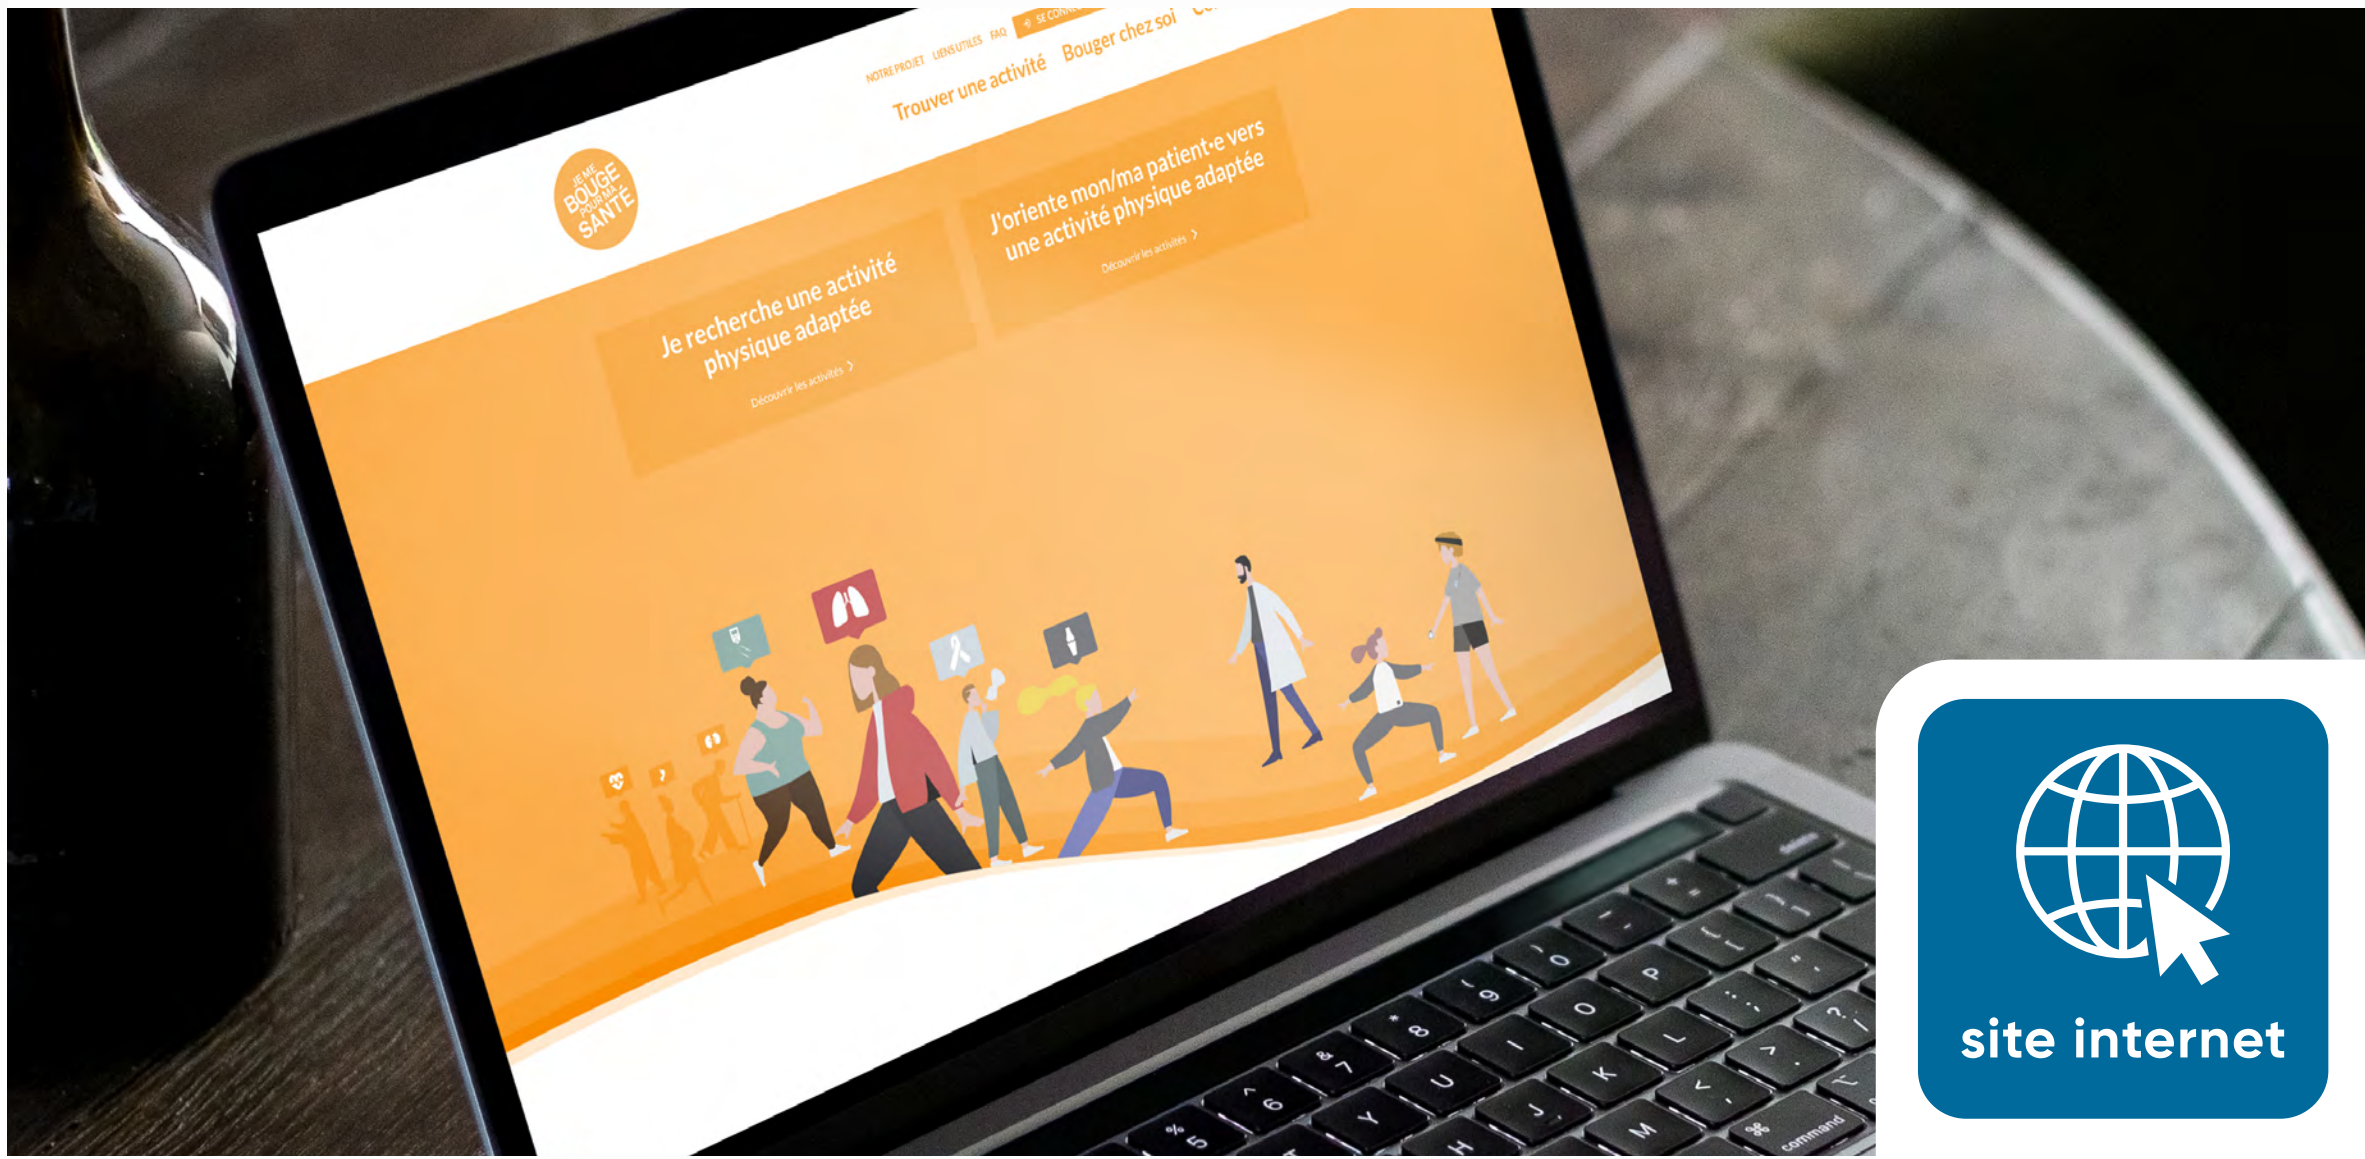 NOTRE PROJET LIENS UTILES FAQ
Trouver une activité Bouger chez soi
JE ME
BOUGE
POUR MA
SANTÉ
Je recherche une activité
physique adaptée
Découvrir les activités
J'oriente mon/ma patient·e vers
une activité physique adaptée
Découvrir les activités
delete
command
site internet